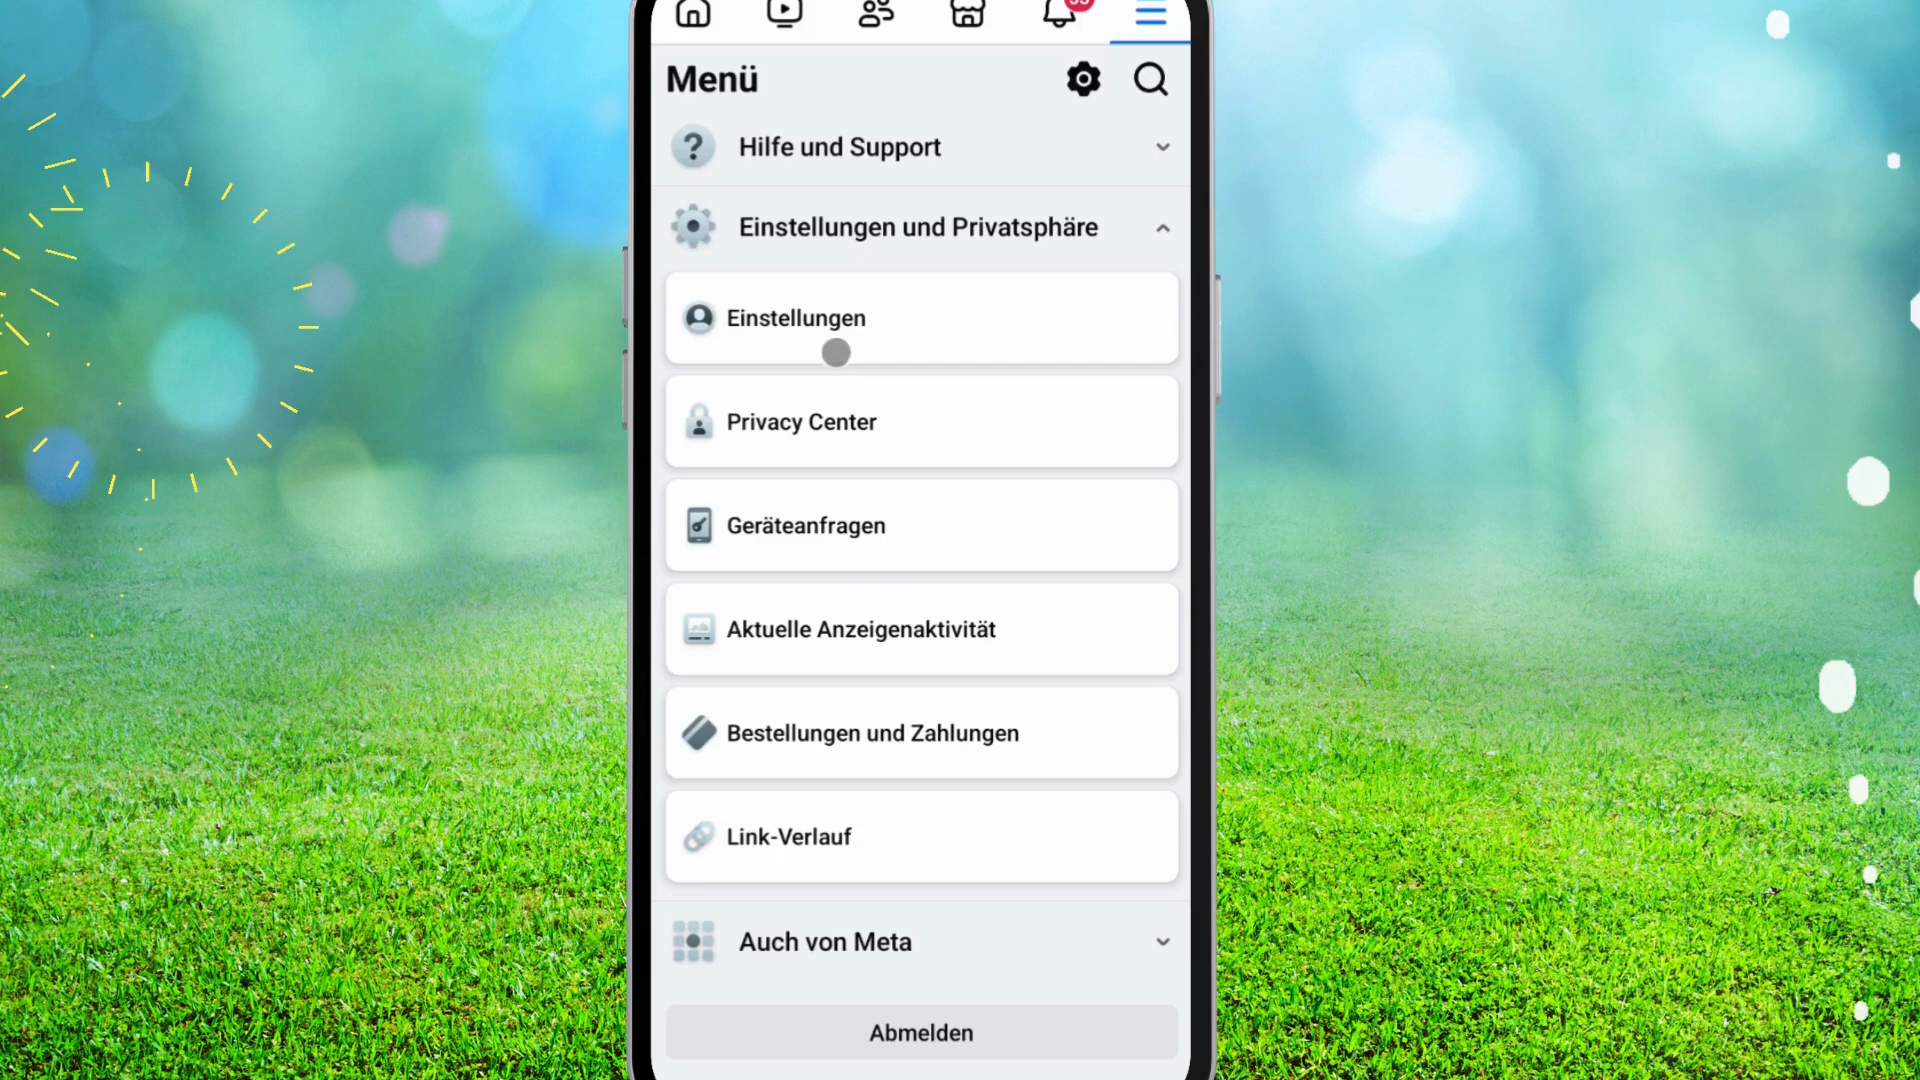 Menü
Hilfe und Support
Einstellungen und Privatsphäre
Einstellungen
Privacy Center
Geräteanfragen
Aktuelle Anzeigenaktivität
Bestellungen und Zahlungen
Link-Verlauf
Auch von Meta
Abmelden